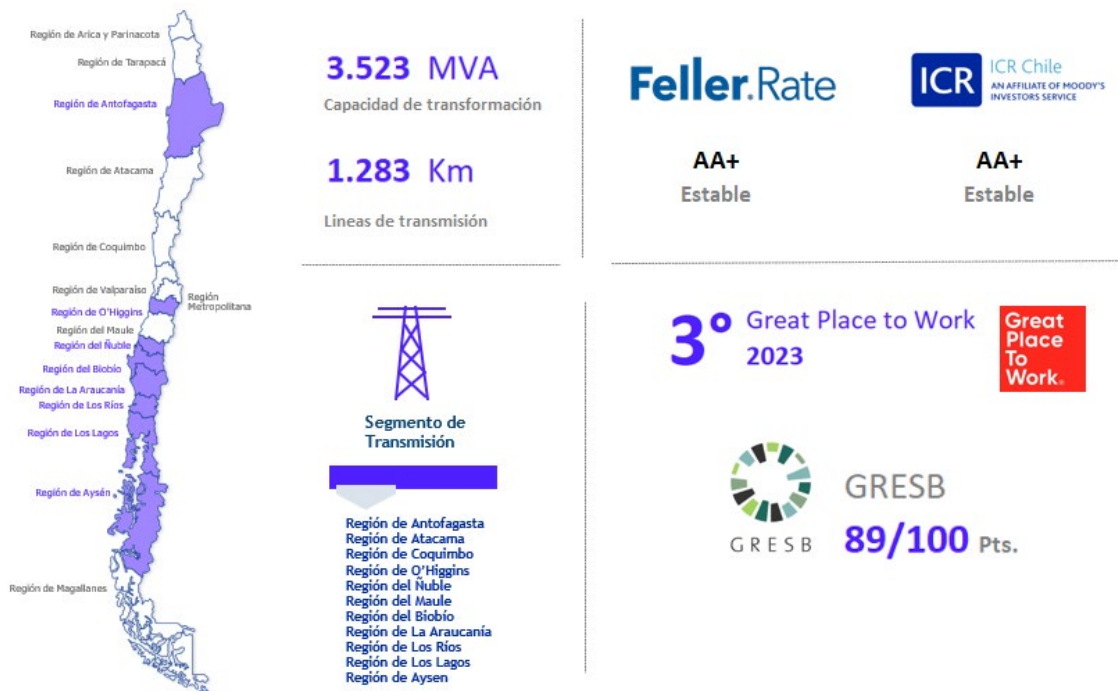 Región de Arica y Parinacota
Región de Tarapacá
Región de Antofagasta
Región de Atacama
Región de Coquimbo
Región de Valparaíso
Región
Metropolitana
Región de O'Higgins
Región del Maule
Región del Ñuble
Región del Biobío
Región de La Araucanía
Región de Los Ríos
Región de Los Lagos
Región de Aysén
Región de Magallanes
3.523 MVA
Capacidad de transformación
1.283 Km
Lineas de transmisión
Segmento de
Transmisión
Región de Antofagasta
Región de Atacama
Región de Coquimbo
Región de O'Higgins
Región del Ñuble
Región del Maule
Región del Biobío
Región de La Araucanía
Región de Los Ríos
Región de Los Lagos
Región de Aysen
Feller.Rate
AA+
Estable
ICR
ICR Chile
AN AFFILIATE OF MOODY'S
INVESTORS SERVICE
AA+
Estable
3° Great Place to Work
2023
Great
Place
To
Work.
GRESB
GRESB
89/100 Pts.